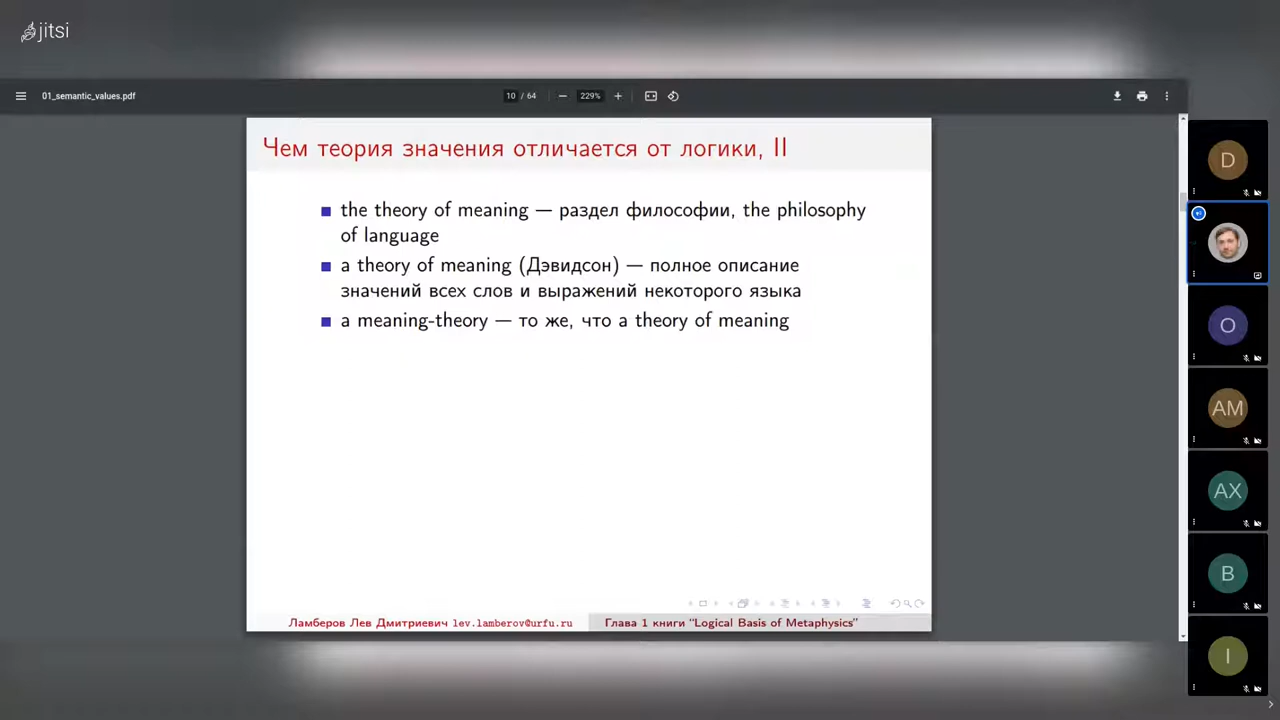 jitsi
01_semantic_values.pdf
10 / 64
229%
Чем теория значения отличается от логики, II
the theory of meaning — раздел философии, the philosophy
of language
a theory of meaning (Дэвидсон) — полное описание
значений всех слов и выражений некоторого языка
a meaning-theory — то же, что a theory of meaning
Ламберов Лев Дмитриевич lev.lamberov@urfu.ru
Глава 1 книги “Logical Basis of Metaphysics”
D
O
AM
AX
B
I